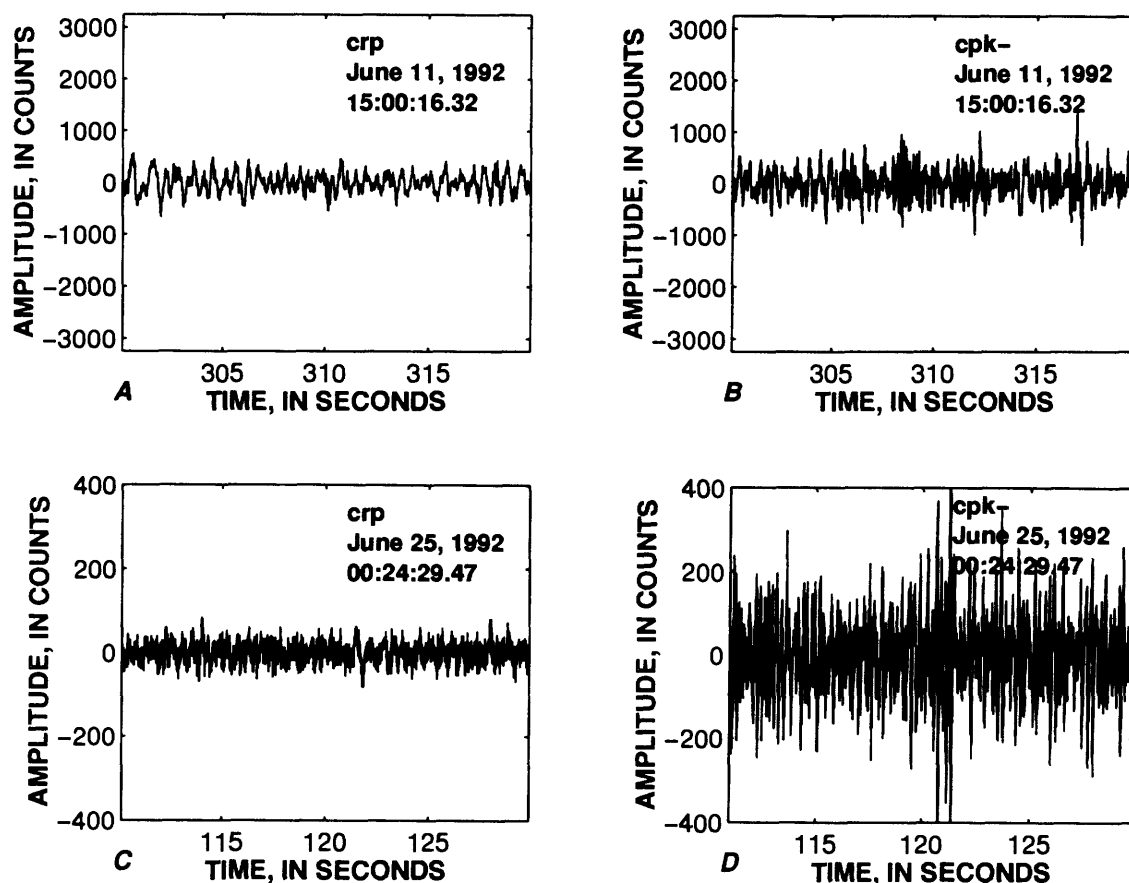 AMPLITUDE, IN COUNTS
3000
2000
1000
0
−1000
−2000
−3000
crp
June 11, 1992
15:00:16.32
305 310 315
A TIME, IN SECONDS
AMPLITUDE, IN COUNTS
3000
2000
1000
0
−1000
−2000
−3000
cpk−
June 11, 1992
15:00:16.32
305 310 315
B TIME, IN SECONDS
AMPLITUDE, IN COUNTS
400
200
0
−200
−400
crp
June 25, 1992
00:24:29.47
115 120 125
C TIME, IN SECONDS
AMPLITUDE, IN COUNTS
400
200
0
−200
−400
cpk−
June 25, 1992
00:24:29.47
115 120 125
D TIME, IN SECONDS